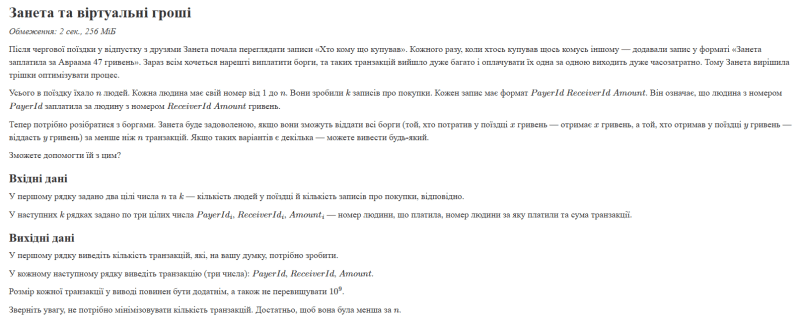 Занета та віртуальні гроші
Обмеження: 2 сек., 256 МіБ
Після чергової поїздки у відпустку з друзями Занета почала переглядати записи «Хто кому що купував». Кожного разу, коли хтось купував щось комусь іншому — додавали запис у форматі «Занета
заплатила за Авраама 47 гривень». Зараз всім хочеться нарешті виплатити борги, та таких транзакцій вийшло дуже багато і оплачувати їх одна за одною виходить дуже часозатратно. Тому Занета вирішила
трішки оптимізувати процес.
Усього в поїздку їхало n людей. Кожна людина має свій номер від 1 до n. Вони зробили k записів про покупки. Кожен запис має формат PayerId ReceiverId Amount. Він означає, що людина з номером
PayerId заплатила за людину з номером ReceiverId Amount гривень.
Тепер потрібно розібратися з боргами. Занета буде задоволеною, якщо вони зможуть віддати всі борги (той, хто потратив у поїздці x гривень — отримає x гривень, а той, хто отримав у поїздці y гривень —
віддасть y гривень) за менше ніж n транзакцій. Якщо таких варіантів є декілька — можете вивести будь-який.
Зможете допомогти їй з цим?
Вхідні дані
У першому рядку задано два цілі числа n та k — кількість людей у поїздці й кількість записів про покупки, відповідно.
У наступних k рядках задано по три цілих числа PayerId₁, ReceiverId₁, Amount₁ — номер людини, що платила, номер людини за яку платили та сума транзакції.
Вихідні дані
У першому рядку виведіть кількість транзакцій, які, на вашу думку, потрібно зробити.
У кожному наступному рядку виведіть транзакцію (три числа): PayerId, ReceiverId, Amount.
Розмір кожної транзакції у виводі повинен бути додатнім, а також не перевищувати 10⁹.
Зверніть увагу, не потрібно мінімізовувати кількість транзакцій. Достатньо, щоб вона була менша за n.